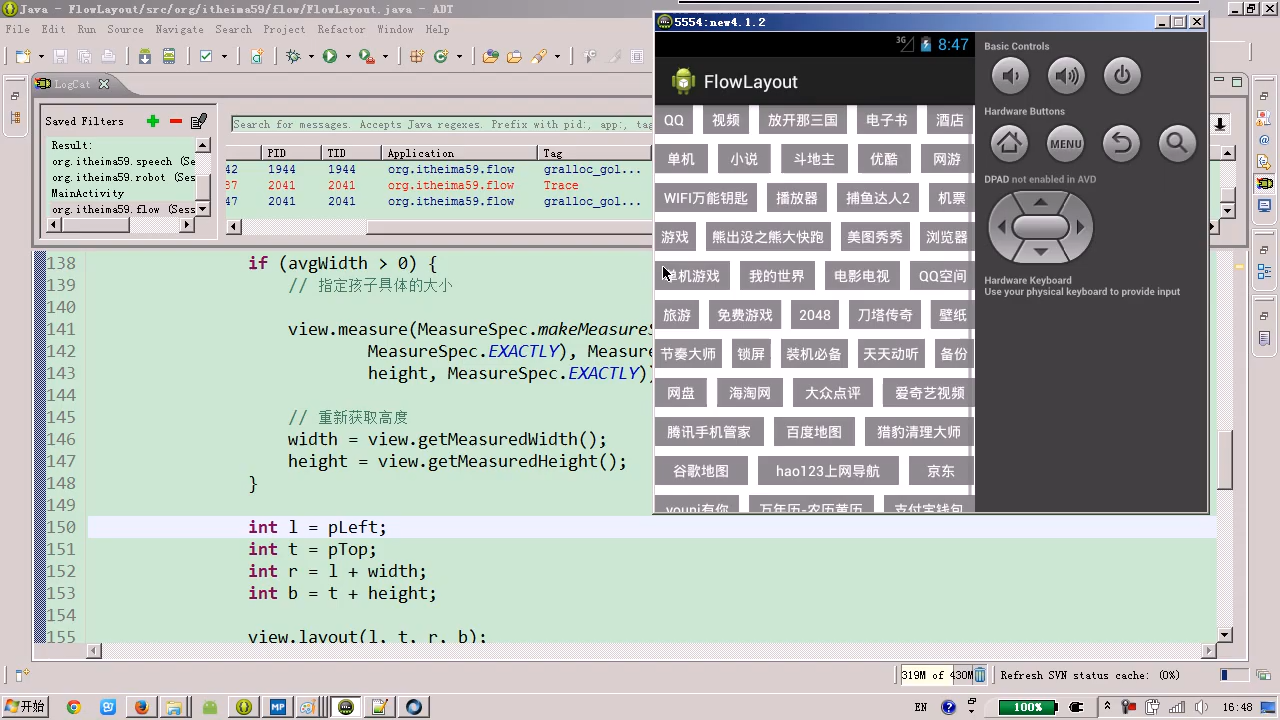 Java - FlowLayout/src/org/itheima59/flow/FlowLayout.java - ADT
File
Edit
Run
Source
Navigate
Search
Project
Refactor
Window
Help
5554:new4.1.2
3G
8:47
FlowLayout
QQ
视频
放开那三国
电子书
酒店
单机
小说
斗地主
优酷
网游
WIFI万能钥匙
播放器
捕鱼达人2
机票
游戏
熊出没之熊大快跑
美图秀秀
浏览器
单机游戏
我的世界
电影电视
QQ空间
旅游
免费游戏
2048
刀塔传奇
壁纸
节奏大师
锁屏
装机必备
天天动听
备份
网盘
海淘网
大众点评
爱奇艺视频
腾讯手机管家
百度地图
猎豹清理大师
谷歌地图
hao123上网导航
京东
youni有你
万年历-农历黄历
支付宝钱包
Basic Controls
Hardware Buttons
MENU
DPAD not enabled in AVD
Hardware Keyboard
Use your physical keyboard to provide input
LogCat
Saved Filters
Search for messages. Accepts Java regexes. Prefix with pid:, app:, tag:
Result:
org.itheima59.speech (Se
org.itheima59.robot (Ses
MainActivity
org.itheima59.flow (Sess
PID TID Application Tag
42 1944 1944 org.itheima59.flow gralloc_gol...
37 2041 2041 org.itheima59.flow Trace
47 2041 2041 org.itheima59.flow gralloc_gol...
138 if (avgWidth > 0) {
139 // 指定孩子具体的大小
140
141 view.measure(MeasureSpec.makeMeasureS
142 MeasureSpec.EXACTLY), Measure
143 height, MeasureSpec.EXACTLY)
144
145 // 重新获取高度
146 width = view.getMeasuredWidth();
147 height = view.getMeasuredHeight();
148 }
149
150 int l = pLeft;
151 int t = pTop;
152 int r = l + width;
153 int b = t + height;
154
155 view.layout(l, t, r, b);
319M of 430M
Refresh SVN status cache: (0%)
开始
MP
EN
100%
16:48